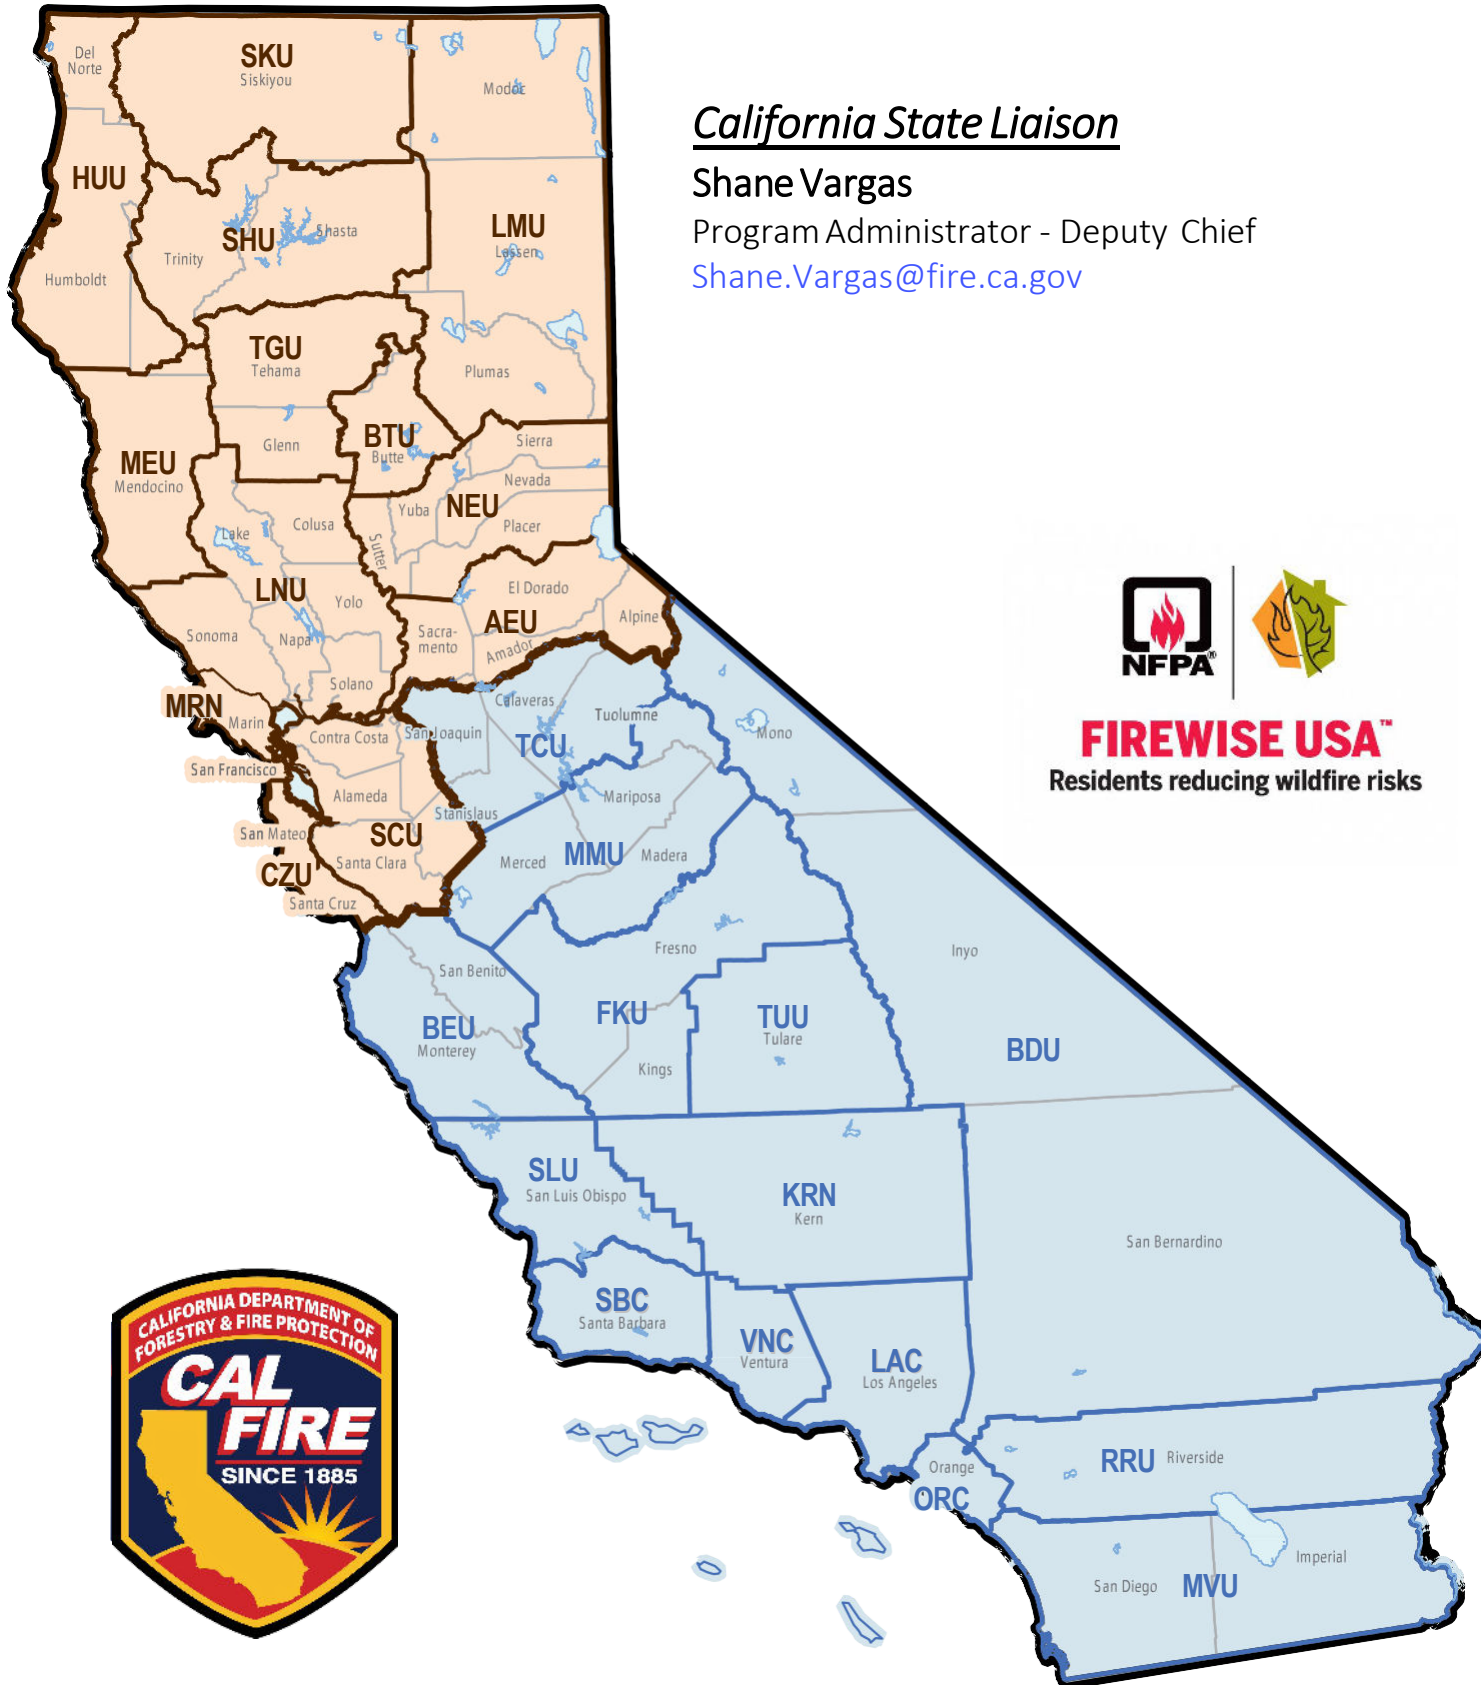 California State Liaison
Shane Vargas
Program Administrator - Deputy Chief
Shane.Vargas@fire.ca.gov
Del
Norte
SKU
Siskiyou
Modoc
HUU
Humboldt
Trinity
SHU
Shasta
LMU
Lassen
TGU
Tehama
Plumas
Glenn
BTU
Butte
Sierra
MEU
Mendocino
Nevada
Yuba
NEU
Placer
Colusa
Lake
Sutter
LNU
Yolo
El Dorado
AEU
Alpine
Sacra-
mento
Amador
Sonoma
Napa
Solano
MRN
Marin
Contra Costa
San Joaquin
Calaveras
Tuolumne
TCU
Mono
San Francisco
Alameda
Stanislaus
Mariposa
San Mateo
SCU
Santa Clara
Merced
MMU
Madera
CZU
Santa Cruz
Fresno
Inyo
San Benito
BEU
Monterey
FKU
Kings
TUU
Tulare
BDU
SLU
San Luis Obispo
KRN
Kern
San Bernardino
SBC
Santa Barbara
VNC
Ventura
LAC
Los Angeles
RRU Riverside
Orange
ORC
Imperial
San Diego
MVU
NFPA®
FIREWISE USA™
Residents reducing wildfire risks
CALIFORNIA DEPARTMENT OF
FORESTRY & FIRE PROTECTION
CAL
FIRE
SINCE 1885